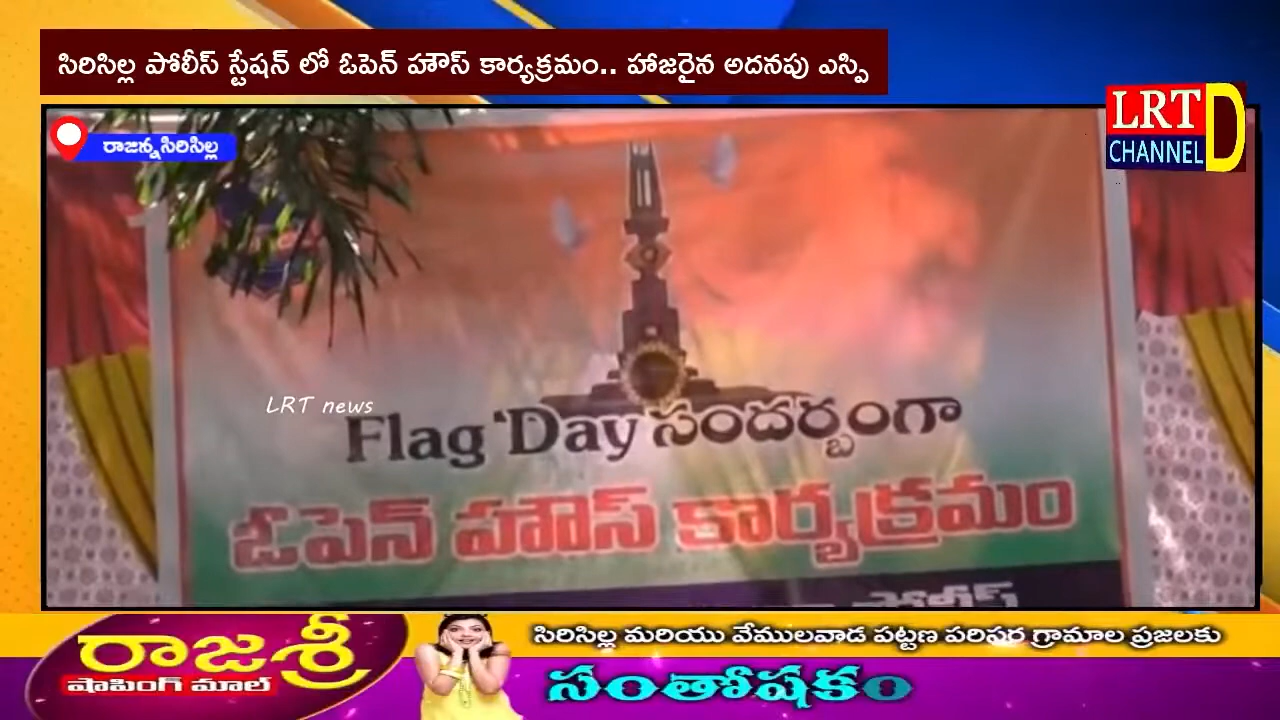 సిరిసిల్ల పోలీస్ స్టేషన్ లో ఓపెన్ హౌస్ కార్యక్రమం.. హాజరైన అదనపు ఎస్పి
LRT D
CHANNEL
రాజన్నసిరిసిల్ల
LRT news
Flag 'Day సందర్బంగా
ఓపెన్ హౌస్ కార్యక్రమం
పోలీస్
రాజశ్రీ
షాపింగ్ మాల్
సిరిసిల్ల మరియు వేములవాడ పట్టణ పరిసర గ్రామాల ప్రజలకు
సంతోషకం